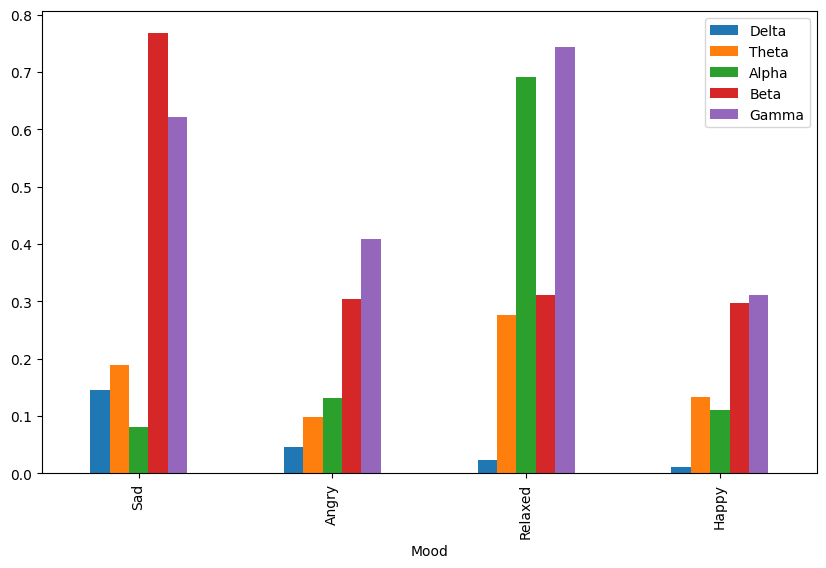 0.8
0.7
0.6
0.5
0.4
0.3
0.2
0.1
0.0
Delta
Theta
Alpha
Beta
Gamma
Sad
Angry
Relaxed
Happy
Mood